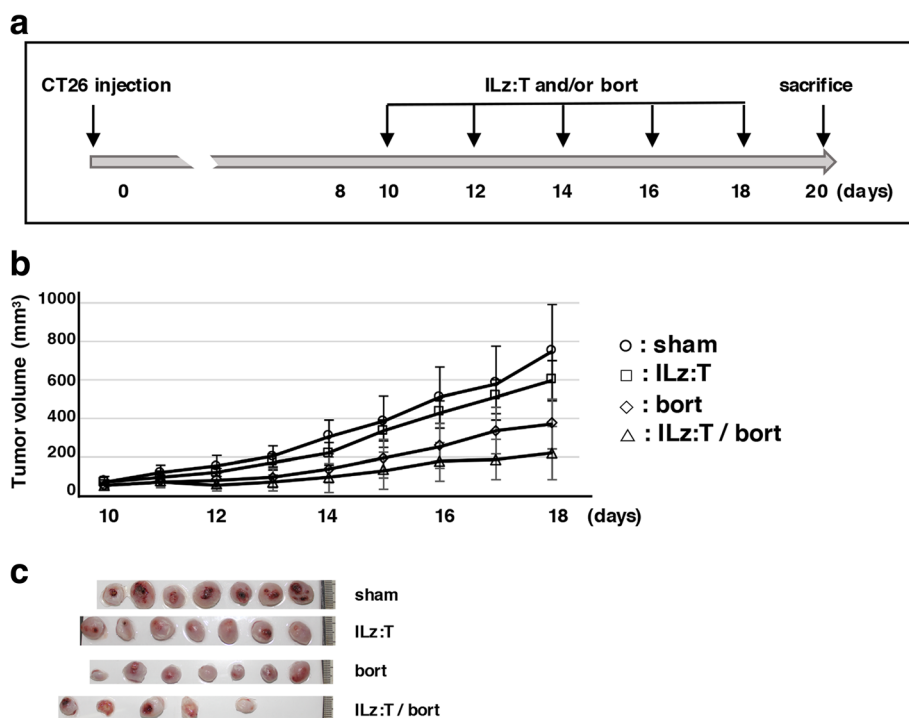 a
CT26 injection ILz:T and/or bort sacrifice
0 8 10 12 14 16 18 20 (days)
b
Tumor volume (mm³)
1000
800
600
400
200
0
10 12 14 16 18 (days)
: sham
: ILz:T
: bort
: ILz:T / bort
c
sham
ILz:T
bort
ILz:T / bort